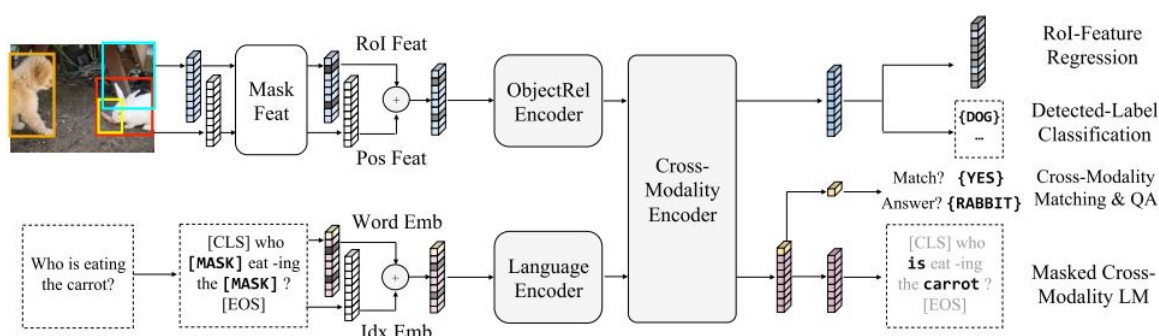 RoI Feat
Mask
Feat
Pos Feat
ObjectRel
Encoder
Cross-
Modality
Encoder
RoI-Feature
Regression
{DOG}
...
Detected-Label
Classification
Match? {YES}
Answer? {RABBIT}
Cross-Modality
Matching & QA
Who is eating
the carrot?
[CLS] who
[MASK] eat -ing
the [MASK] ?
[EOS]
Word Emb
Idx Emb
Language
Encoder
[CLS] who
is eat -ing
the carrot ?
[EOS]
Masked Cross-
Modality LM